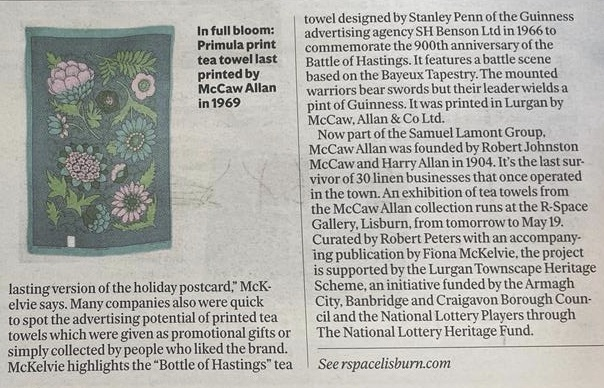 In full bloom:
Primula print
tea towel last
printed by
McCaw Allan
in 1969
lasting version of the holiday postcard,” McK-
elvie says. Many companies also were quick
to spot the advertising potential of printed tea
towels which were given as promotional gifts or
simply collected by people who liked the brand.
McKelvie highlights the “Bottle of Hastings” tea
towel designed by Stanley Penn of the Guinness
advertising agency SH Benson Ltd in 1966 to
commemorate the 900th anniversary of the
Battle of Hastings. It features a battle scene
based on the Bayeux Tapestry. The mounted
warriors bear swords but their leader wields a
pint of Guinness. It was printed in Lurgan by
McCaw, Allan & Co Ltd.
Now part of the Samuel Lamont Group,
McCaw Allan was founded by Robert Johnston
McCaw and Harry Allan in 1904. It's the last sur-
vivor of 30 linen businesses that once operated
in the town. An exhibition of tea towels from
the McCaw Allan collection runs at the R-Space
Gallery, Lisburn, from tomorrow to May 19.
Curated by Robert Peters with an accompany-
ing publication by Fiona McKelvie, the project
is supported by the Lurgan Townscape Heritage
Scheme, an initiative funded by the Armagh
City, Banbridge and Craigavon Borough Coun-
cil and the National Lottery Players through
The National Lottery Heritage Fund.
See rspacelisburn.com